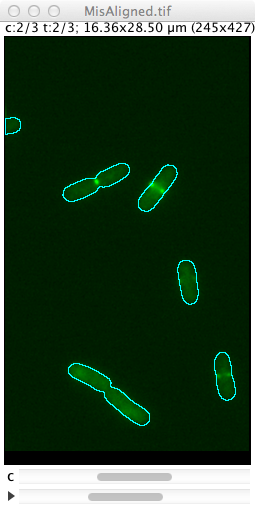 MisAligned.tif
c:2/3 t:2/3; 16.36x28.50 µm (245x427)
c